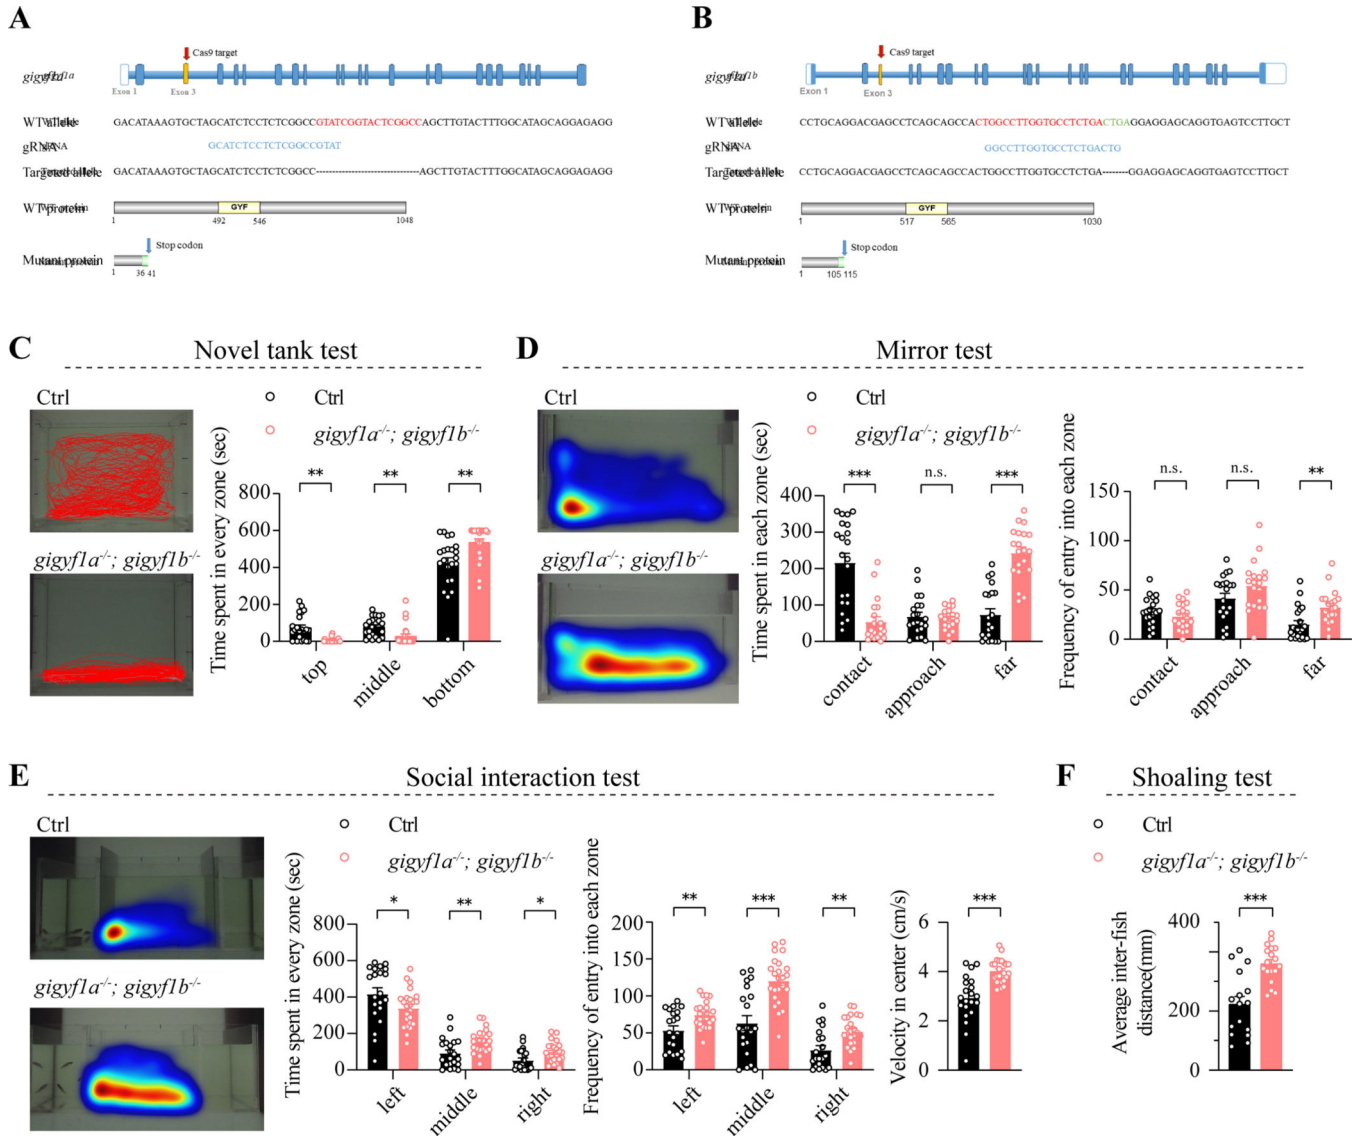 A
Cas9 target
gigyf1a
Exon 1
Exon 3
WT allele
GACATAAAGTGCTAGCATCTCCTCTCGGCCGTATCGGTACTCGGCCAGCTTGTACTTTGGCATAGCAGGAGAGG
gRNA
GCATCTCCTCTCGGCCGTAT
Targeted allele
GACATAAAGTGCTAGCATCTCCTCTCGGCC----------------------------AGCTTGTACTTTGGCATAGCAGGAGAGG
WT protein
GYF
1
492
546
1048
Stop codon
Mutant protein
1
36
41
B
Cas9 target
gigyf1b
Exon 1
Exon 3
WT allele
CCTGCAGGACGAGCCTCAGCAGCCACTGGCCTTGGTGCCTCTGACTGAGGAGGAGCAGGTGAGTCCTTGCT
gRNA
GGCCTTGGTGCCTCTGACTG
Targeted allele
CCTGCAGGACGAGCCTCAGCAGCCACTGGCCTTGGTGCCTCTGA-------GGAGGAGCAGGTGAGTCCTTGCT
WT protein
GYF
1
517
565
1030
Stop codon
Mutant protein
1
105
115
C
Novel tank test
Ctrl
gigyf1a-/-; gigyf1b-/-
Ctrl
gigyf1a-/-; gigyf1b-/-
Time spent in every zone (sec)
800
600
400
200
0
**
**
**
top
middle
bottom
D
Mirror test
Ctrl
gigyf1a-/-; gigyf1b-/-
Ctrl
gigyf1a-/-; gigyf1b-/-
Time spent in each zone (sec)
400
300
200
100
0
***
n.s.
***
contact
approach
far
Frequency of entry into each zone
150
100
50
0
n.s.
n.s.
**
contact
approach
far
E
Social interaction test
Ctrl
gigyf1a-/-; gigyf1b-/-
Ctrl
gigyf1a-/-; gigyf1b-/-
Time spent in every zone (sec)
800
600
400
200
0
*
**
*
left
middle
right
Frequency of entry into each zone
200
150
100
50
0
**
***
**
left
middle
right
Velocity in center (cm/s)
6
4
2
0
***
F
Shoaling test
Ctrl
gigyf1a-/-; gigyf1b-/-
Average inter-fish
distance(mm)
400
200
0
***